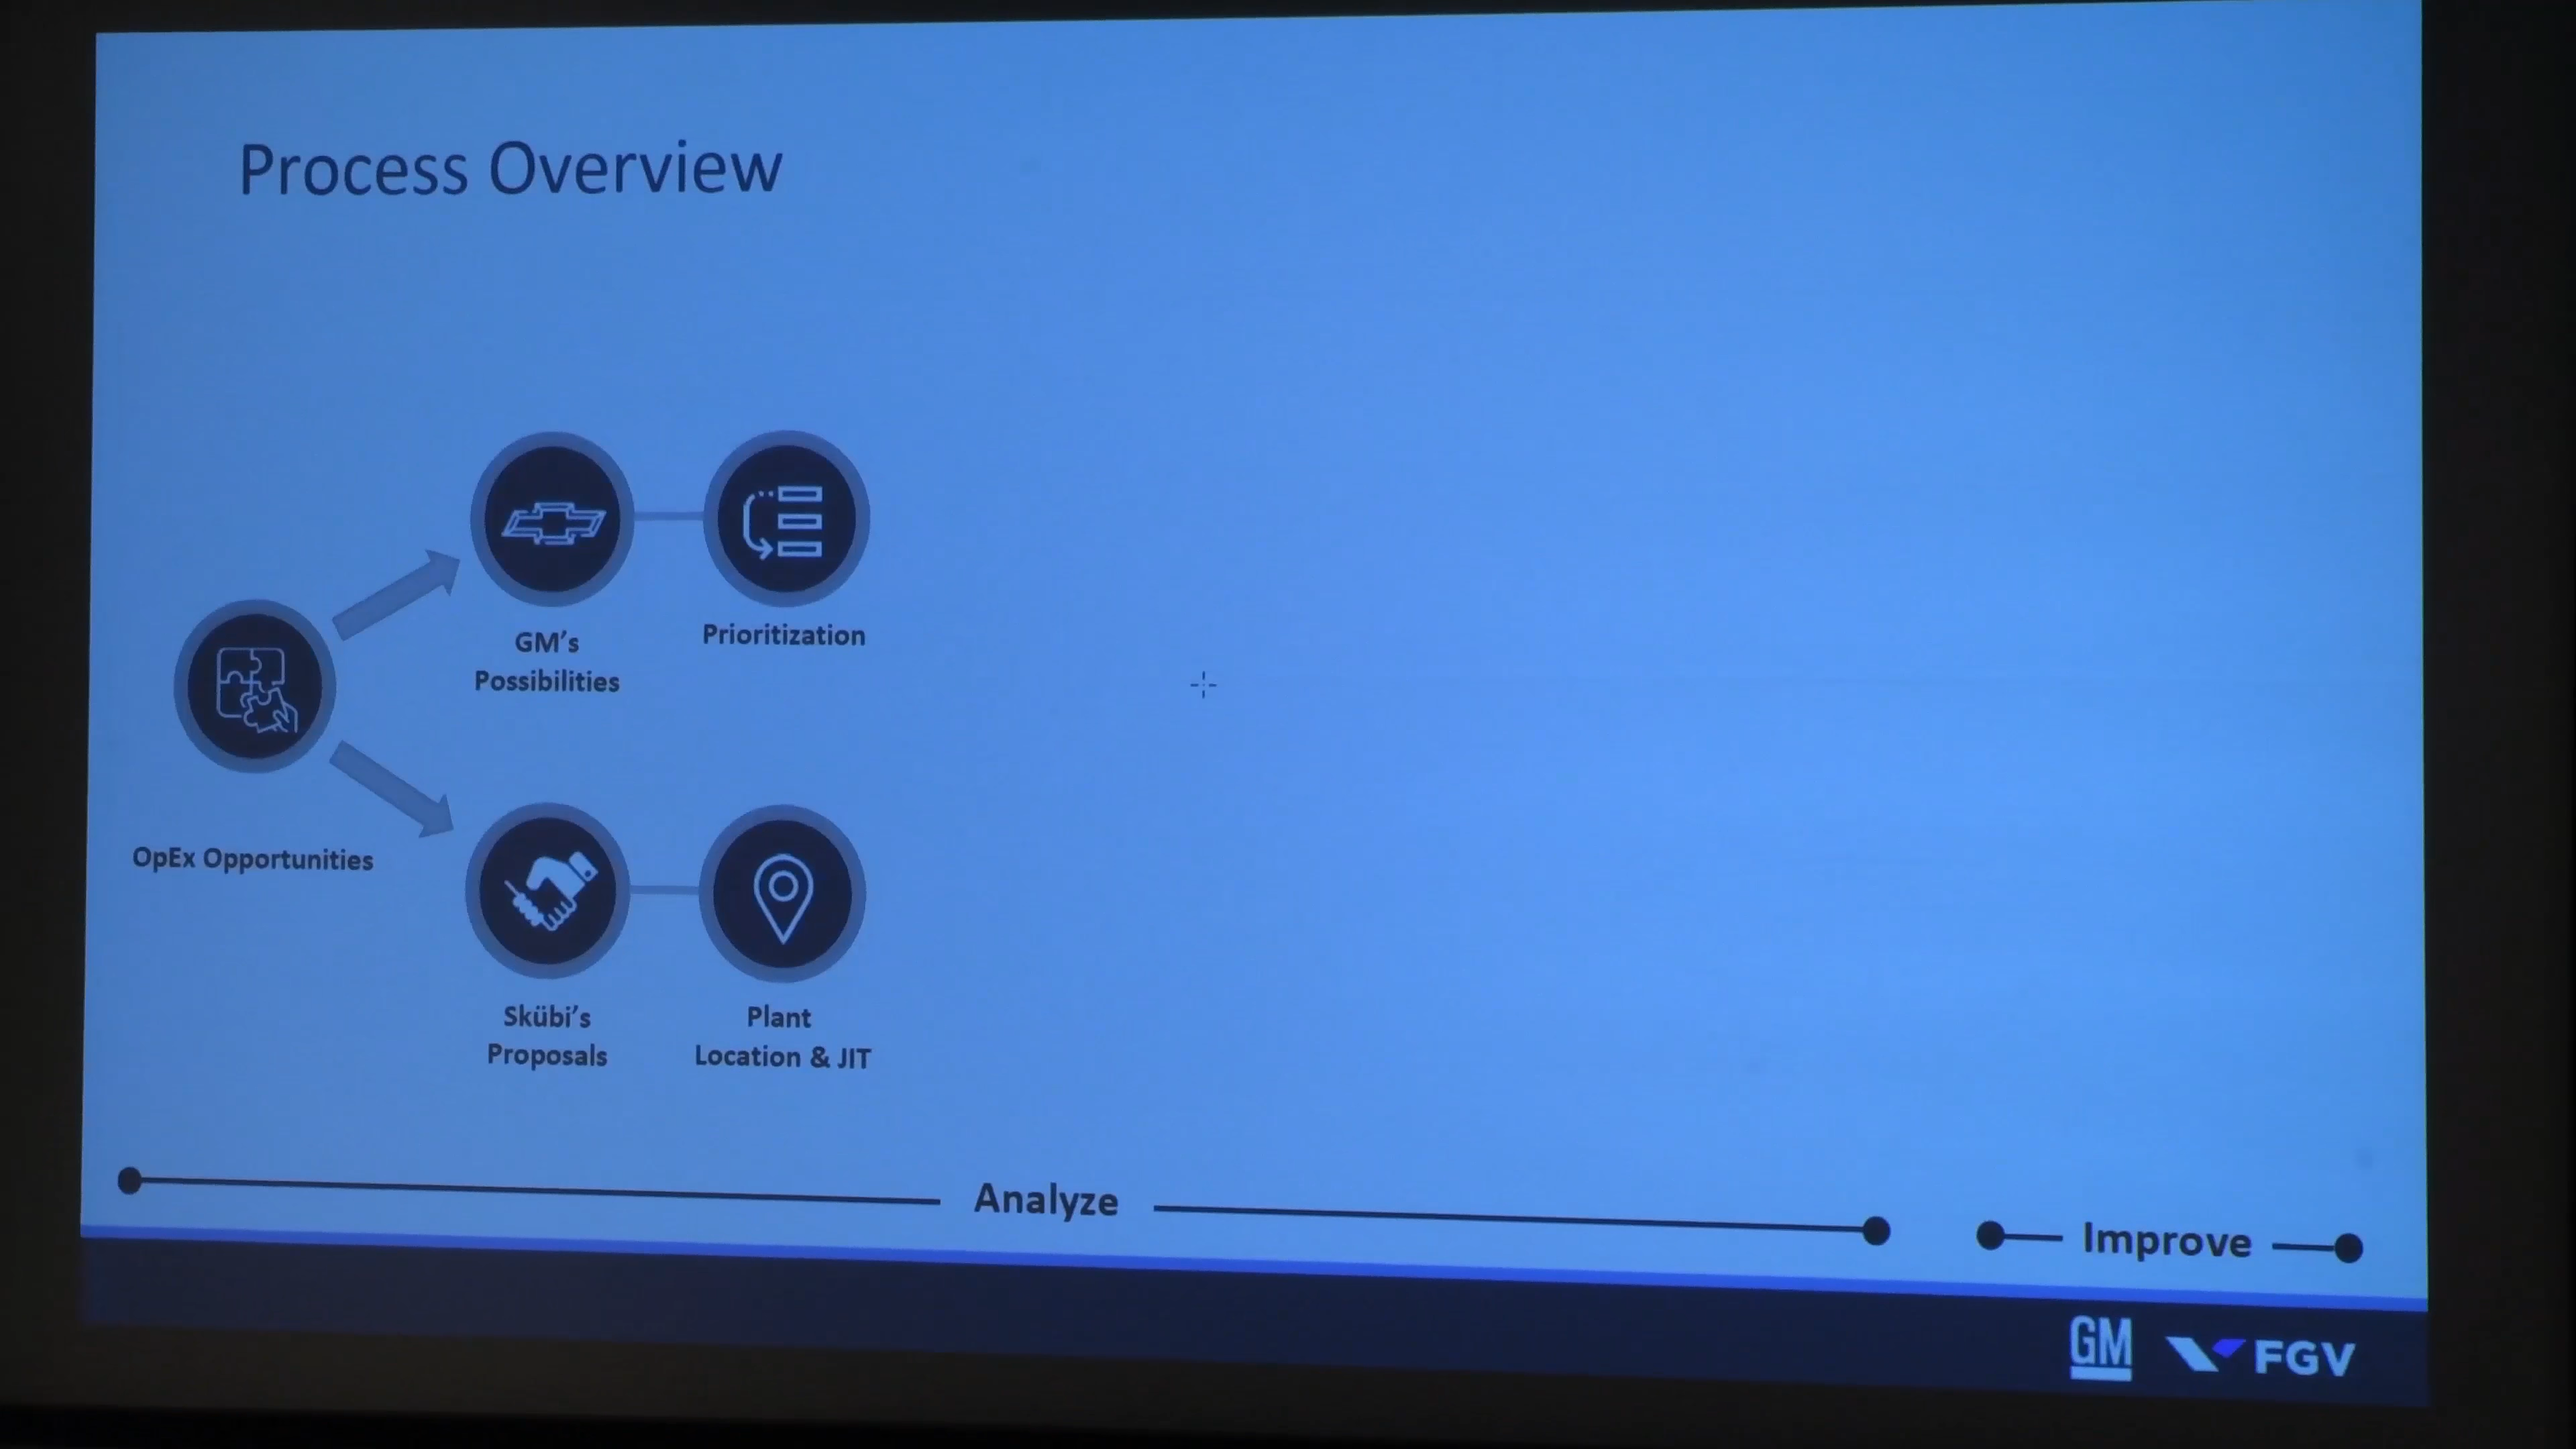 Process Overview
GM's
Possibilities
Prioritization
OpEx Opportunities
Skübi's
Proposals
Plant
Location & JIT
Analyze
Improve
GM
FGV